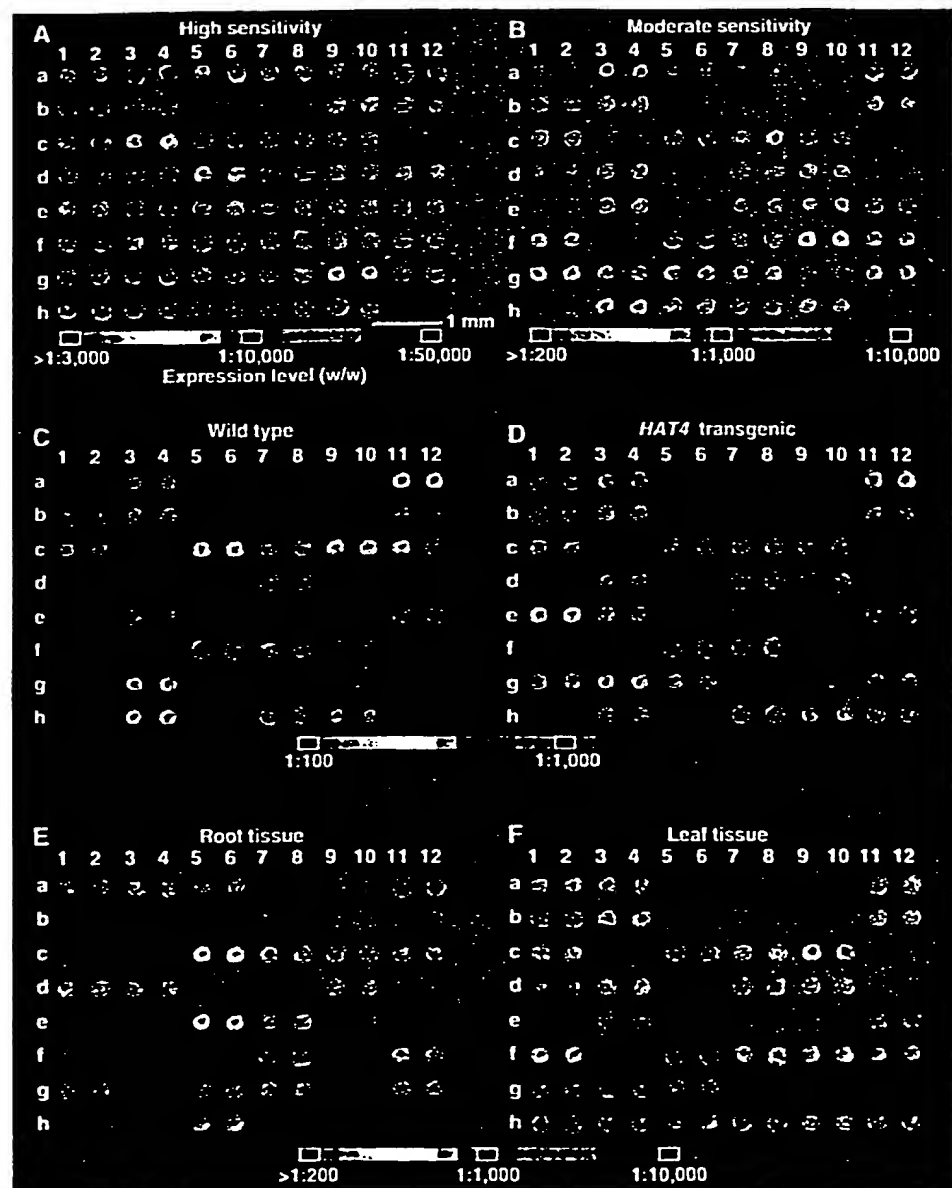 A High sensitivity
1 2 3 4 5 6 7 8 9 10 11 12
a
b
c
d
e
f
g
h
1 mm
>1:3,000 1:10,000 1:50,000
Expression level (w/w)
B Moderate sensitivity
1 2 3 4 5 6 7 8 9 10 11 12
a
b
c
d
e
f
g
h
>1:200 1:1,000 1:10,000
C Wild type
1 2 3 4 5 6 7 8 9 10 11 12
a
b
c
d
e
f
g
h
D HAT4 transgenic
1 2 3 4 5 6 7 8 9 10 11 12
a
b
c
d
e
f
g
h
1:100 1:1,000
E Root tissue
1 2 3 4 5 6 7 8 9 10 11 12
a
b
c
d
e
f
g
h
F Leaf tissue
1 2 3 4 5 6 7 8 9 10 11 12
a
b
c
d
e
f
g
h
>1:200 1:1,000 1:10,000